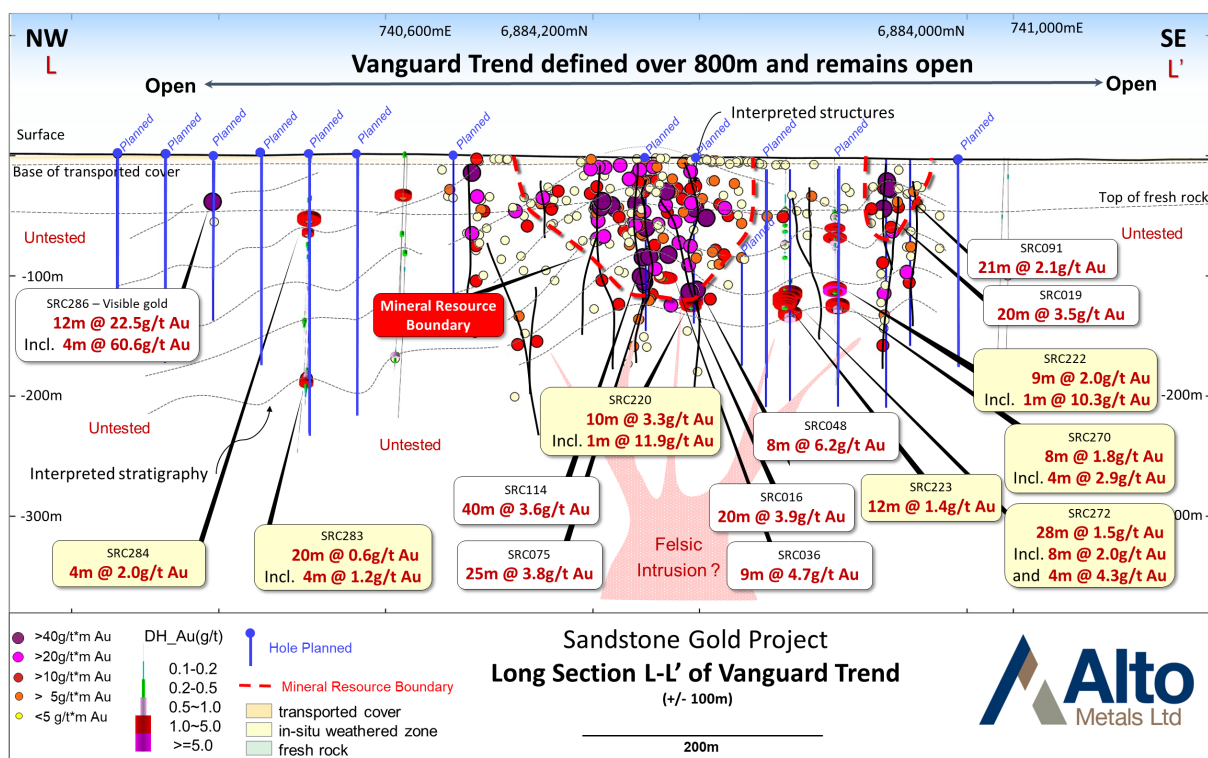 NW
L
740,600mE
6,884,200mN
6,884,000mN
741,000mE
SE
L'
Vanguard Trend defined over 800m and remains open
Open
Open
Interpreted structures
Surface
Planned
Planned
Planned
Planned
Planned
Planned
Planned
Planned
Planned
Planned
Planned
Planned
Planned
Base of transported cover
Top of fresh rock
Untested
Untested
-100m
SRC091
21m @ 2.1g/t Au
SRC019
20m @ 3.5g/t Au
SRC286 – Visible gold
12m @ 22.5g/t Au
Incl. 4m @ 60.6g/t Au
Mineral Resource
Boundary
SRC222
9m @ 2.0g/t Au
Incl. 1m @ 10.3g/t Au
-200m
-200m
SRC220
10m @ 3.3g/t Au
Incl. 1m @ 11.9g/t Au
SRC048
8m @ 6.2g/t Au
Untested
Untested
SRC270
8m @ 1.8g/t Au
Incl. 4m @ 2.9g/t Au
Interpreted stratigraphy
SRC114
40m @ 3.6g/t Au
SRC016
20m @ 3.9g/t Au
SRC223
12m @ 1.4g/t Au
-300m
00m
SRC272
28m @ 1.5g/t Au
Incl. 8m @ 2.0g/t Au
and 4m @ 4.3g/t Au
SRC284
4m @ 2.0g/t Au
SRC283
20m @ 0.6g/t Au
Incl. 4m @ 1.2g/t Au
SRC075
25m @ 3.8g/t Au
Felsic
Intrusion ?
SRC036
9m @ 4.7g/t Au
>40g/t*m Au
>20g/t*m Au
>10g/t*m Au
> 5g/t*m Au
<5 g/t*m Au
DH_Au(g/t)
0.1-0.2
0.2-0.5
0.5~1.0
1.0~5.0
>=5.0
Hole Planned
Mineral Resource Boundary
transported cover
in-situ weathered zone
fresh rock
Sandstone Gold Project
Long Section L-L' of Vanguard Trend
(+/- 100m)
200m
Alto
Metals Ltd